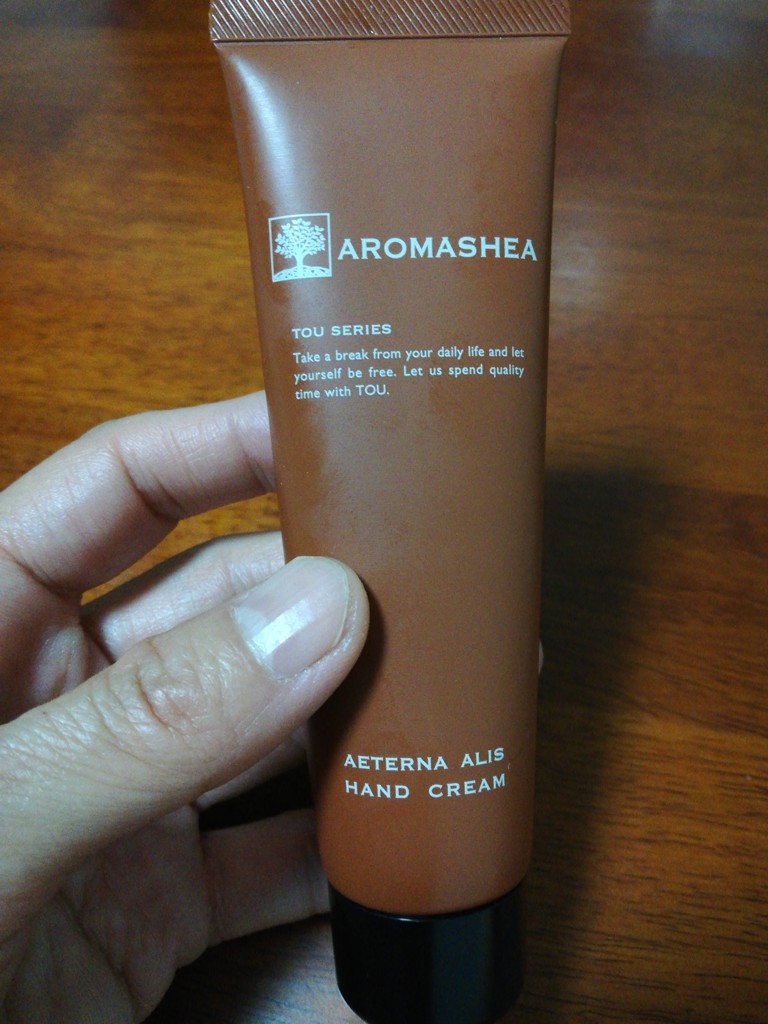 AROMASHEA
TOU SERIES
Take a break from your daily life and let
yourself be free. Let us spend quality
time with TOU.
AETERNA ALIS
HAND CREAM